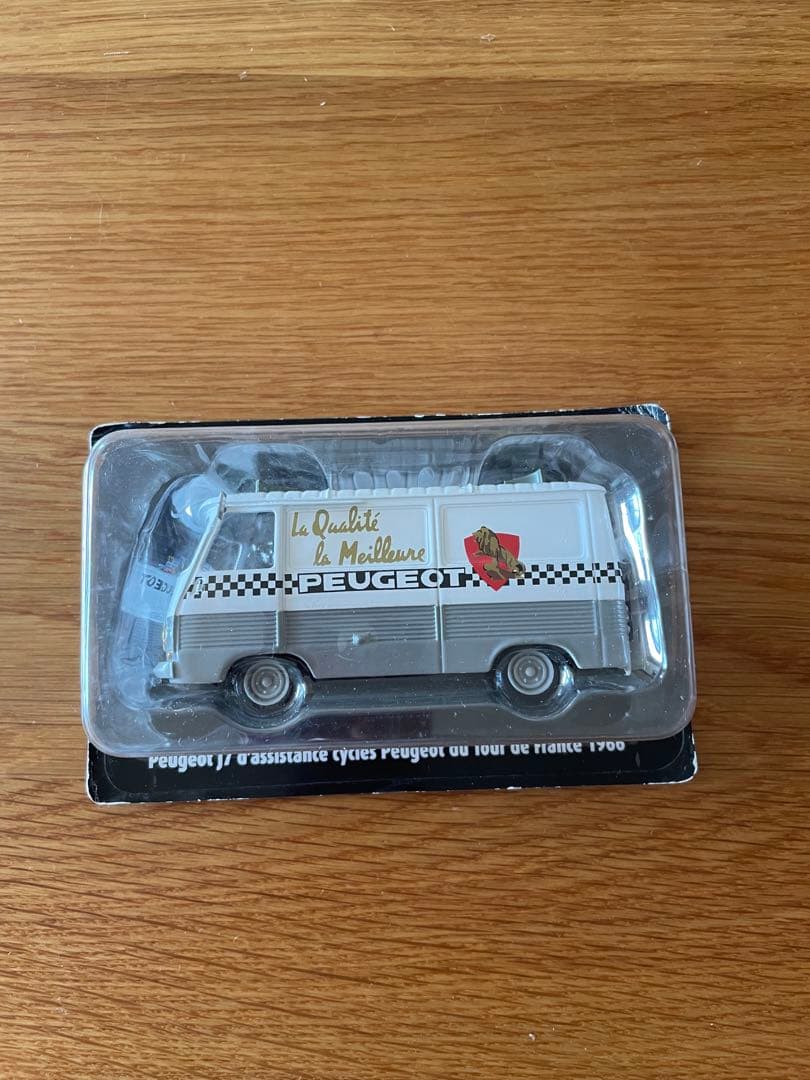 La Qualité
la Meilleure
PEUGEOT
Peugeot J7 d'assistance cycles Peugeot du Tour de France 1966